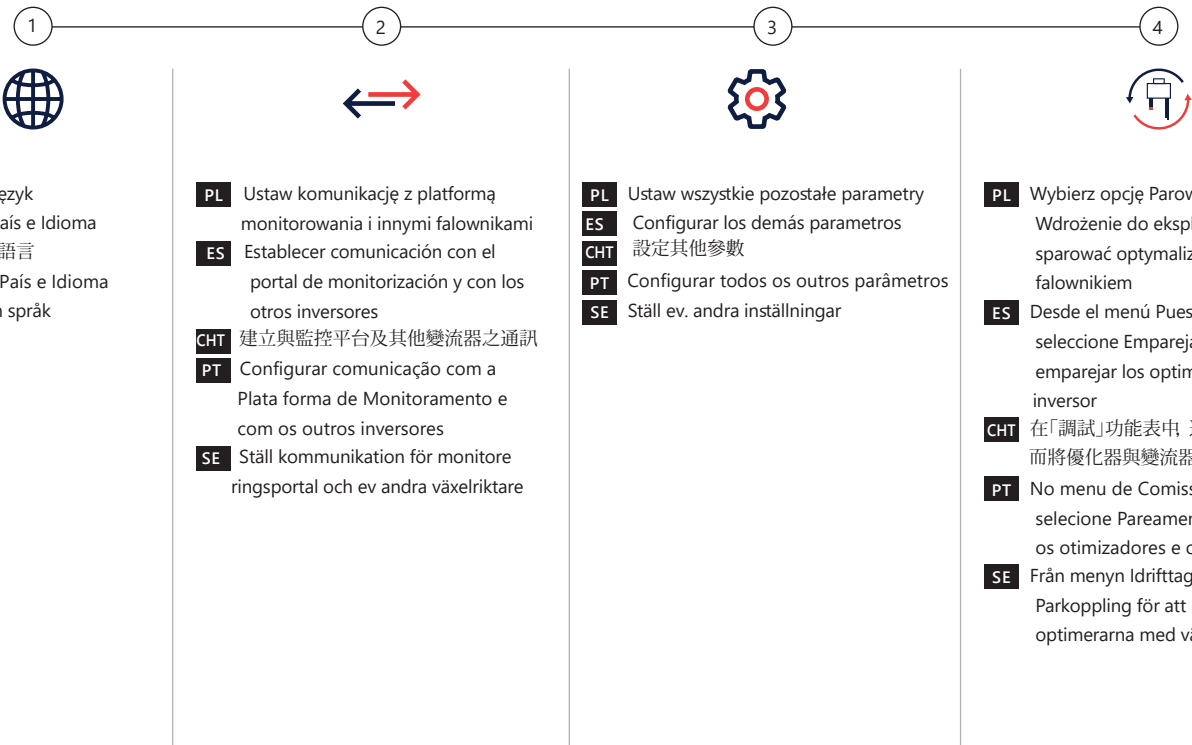 1
2
3
4
ęzyk
aís e Idioma
語言
País e Idioma
språk
PL Ustaw komunikację z platformą
monitorowania i innymi falownikami
ES Establecer comunicación con el
portal de monitorización y con los
otros inversores
CHT 建立與監控平台及其他變流器之通訊
PT Configurar comunicação com a
Plata forma de Monitoramento e
com os outros inversores
SE Ställ kommunikation för monitore
ringsportal och ev andra växelriktare
PL Ustaw wszystkie pozostałe parametry
ES Configurar los demás parametros
CHT 設定其他參數
PT Configurar todos os outros parâmetros
SE Ställ ev. andra inställningar
PL Wybierz opcję Parow
Wdrożenie do eksp
sparować optymaliz
falownikiem
ES Desde el menú Pues
seleccione Empareja
emparejar los optim
inversor
CHT 在「調試」功能表中,
而將優化器與變流器
PT No menu de Comiss
selecione Pareamen
os otimizadores e o
SE Från menyn Idrifttag
Parkoppling för att
optimerarna med vä